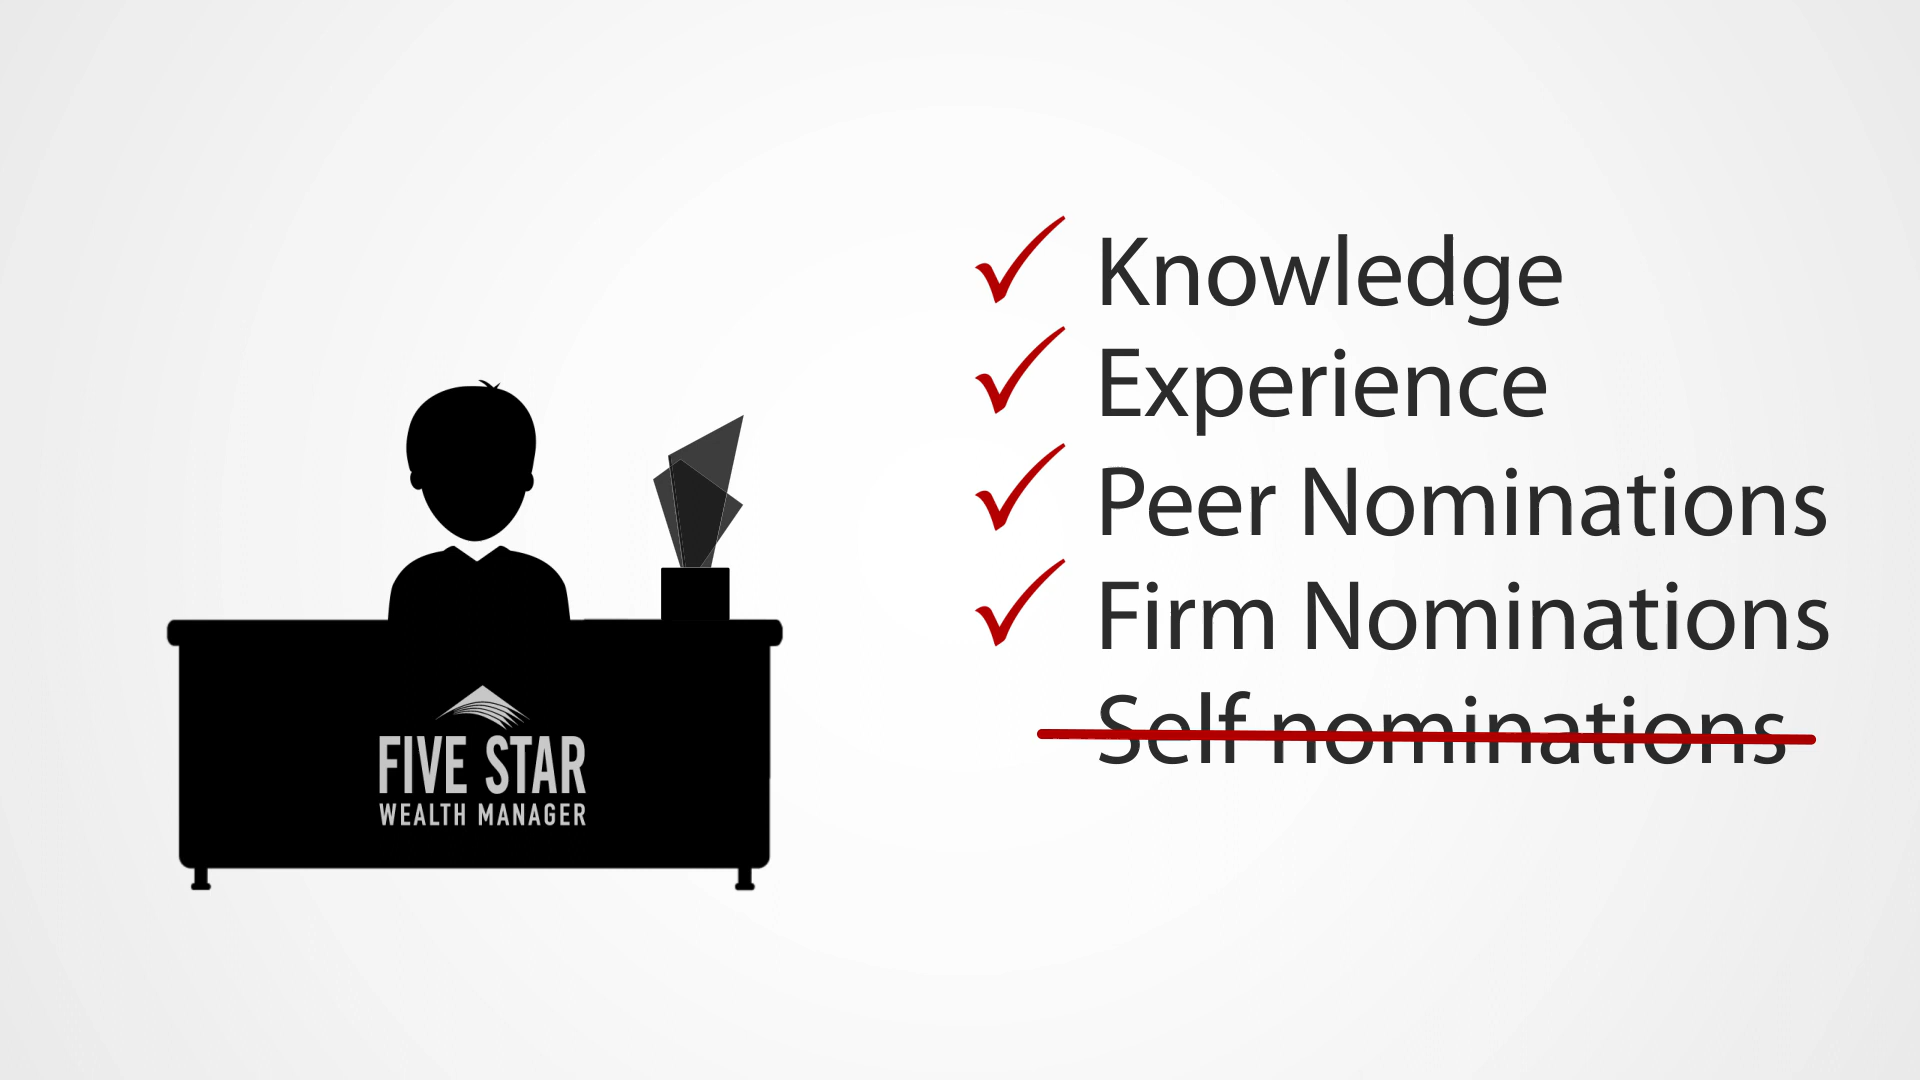 Knowledge
Experience
Peer Nominations
Firm Nominations
Self nominations
FIVE STAR
WEALTH MANAGER